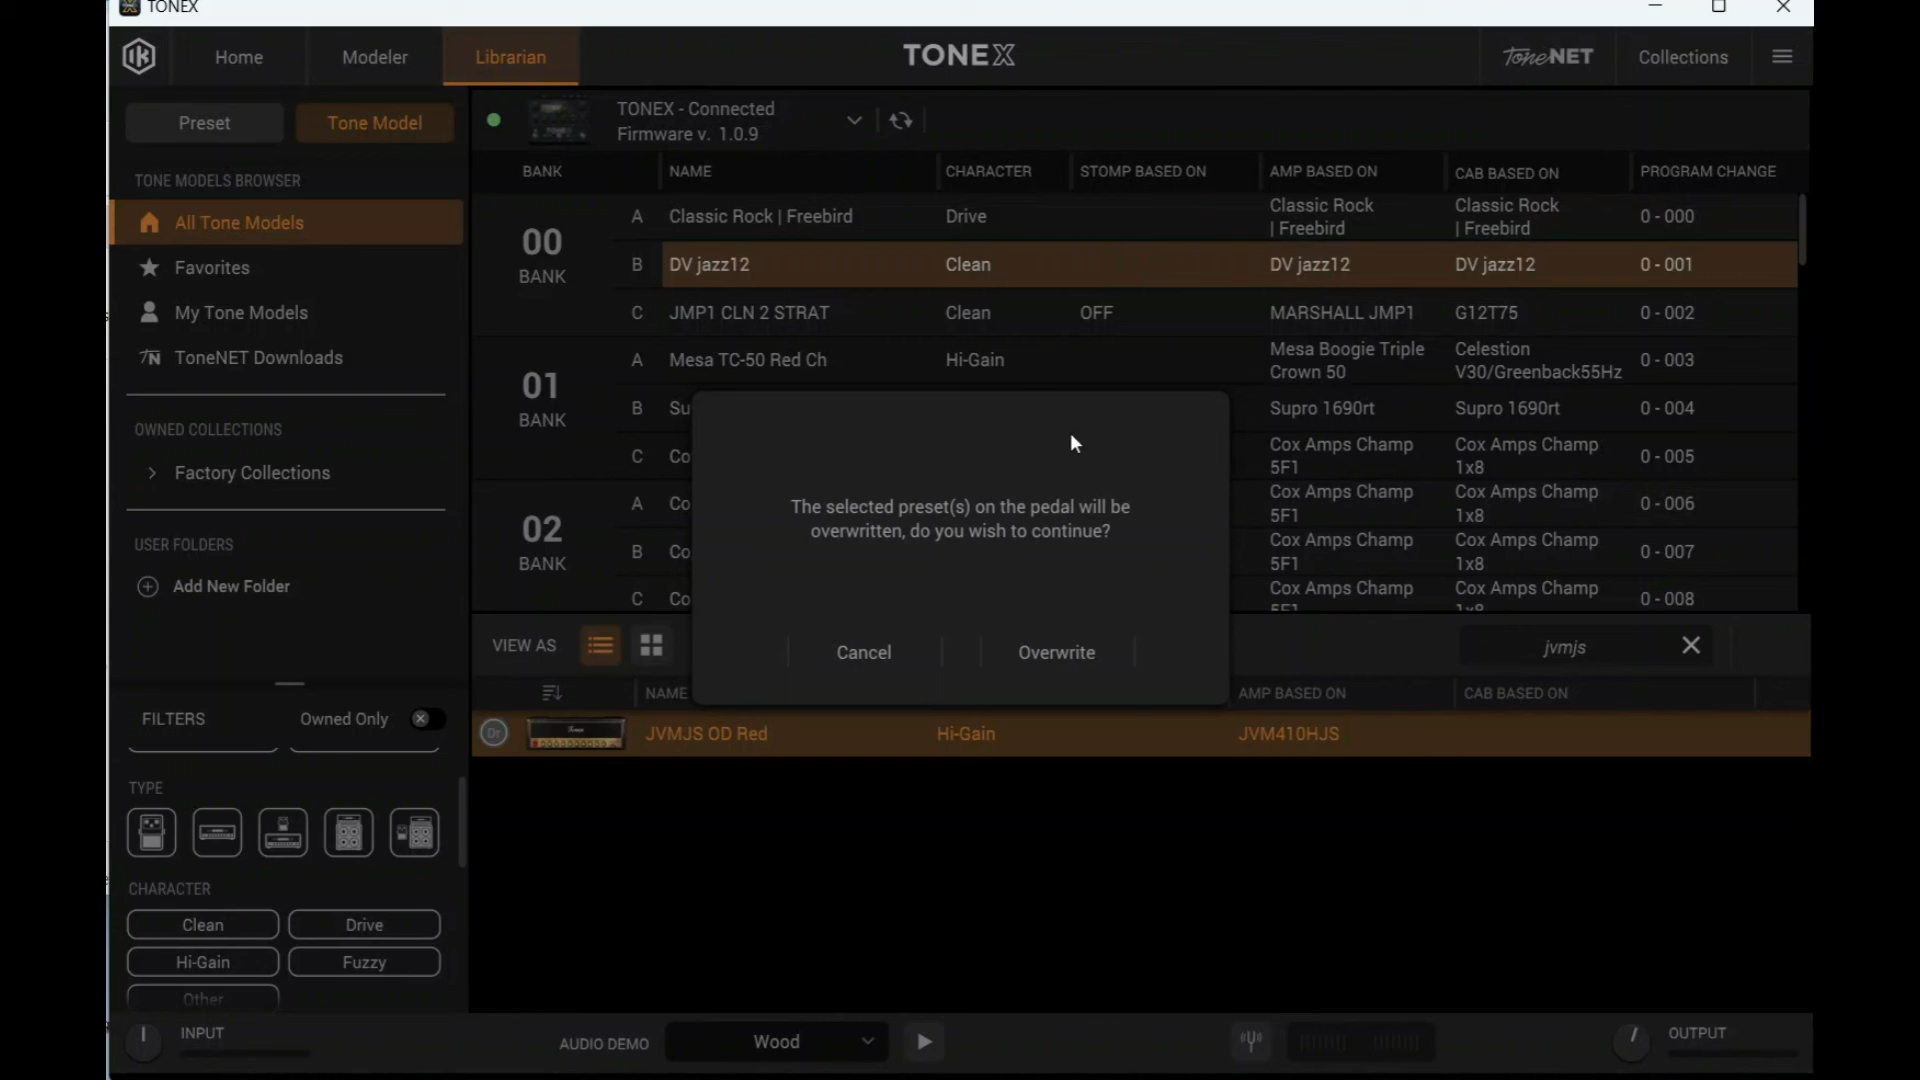 TONEX
Home
Modeler
Librarian
TONEX
ToneNET
Collections
Preset
Tone Model
TONEX - Connected
Firmware v. 1.0.9
TONE MODELS BROWSER
All Tone Models
Favorites
My Tone Models
ToneNET Downloads
OWNED COLLECTIONS
Factory Collections
USER FOLDERS
Add New Folder
BANK NAME CHARACTER STOMP BASED ON AMP BASED ON CAB BASED ON PROGRAM CHANGE
00
BANK
A Classic Rock | Freebird Drive Classic Rock | Freebird Classic Rock | Freebird 0 - 000
B DV jazz12 Clean DV jazz12 DV jazz12 0 - 001
C JMP1 CLN 2 STRAT Clean OFF MARSHALL JMP1 G12T75 0 - 002
01
BANK
A Mesa TC-50 Red Ch Hi-Gain Mesa Boogie Triple Crown 50 Celestion V30/Greenback55Hz 0 - 003
B Su Supro 1690rt Supro 1690rt 0 - 004
C Co Cox Amps Champ 5F1 Cox Amps Champ 1x8 0 - 005
02
BANK
A Co Cox Amps Champ 5F1 Cox Amps Champ 1x8 0 - 006
B Co Cox Amps Champ 5F1 Cox Amps Champ 1x8 0 - 007
C Co Cox Amps Champ 5F1 Cox Amps Champ 1x8 0 - 008
The selected preset(s) on the pedal will be
overwritten, do you wish to continue?
Cancel
Overwrite
VIEW AS
jvmjs
NAME AMP BASED ON CAB BASED ON
Dr JVMJS OD Red Hi-Gain JVM410HJS
FILTERS
Owned Only
TYPE
CHARACTER
Clean
Drive
Hi-Gain
Fuzzy
Other
INPUT
AUDIO DEMO
Wood
OUTPUT